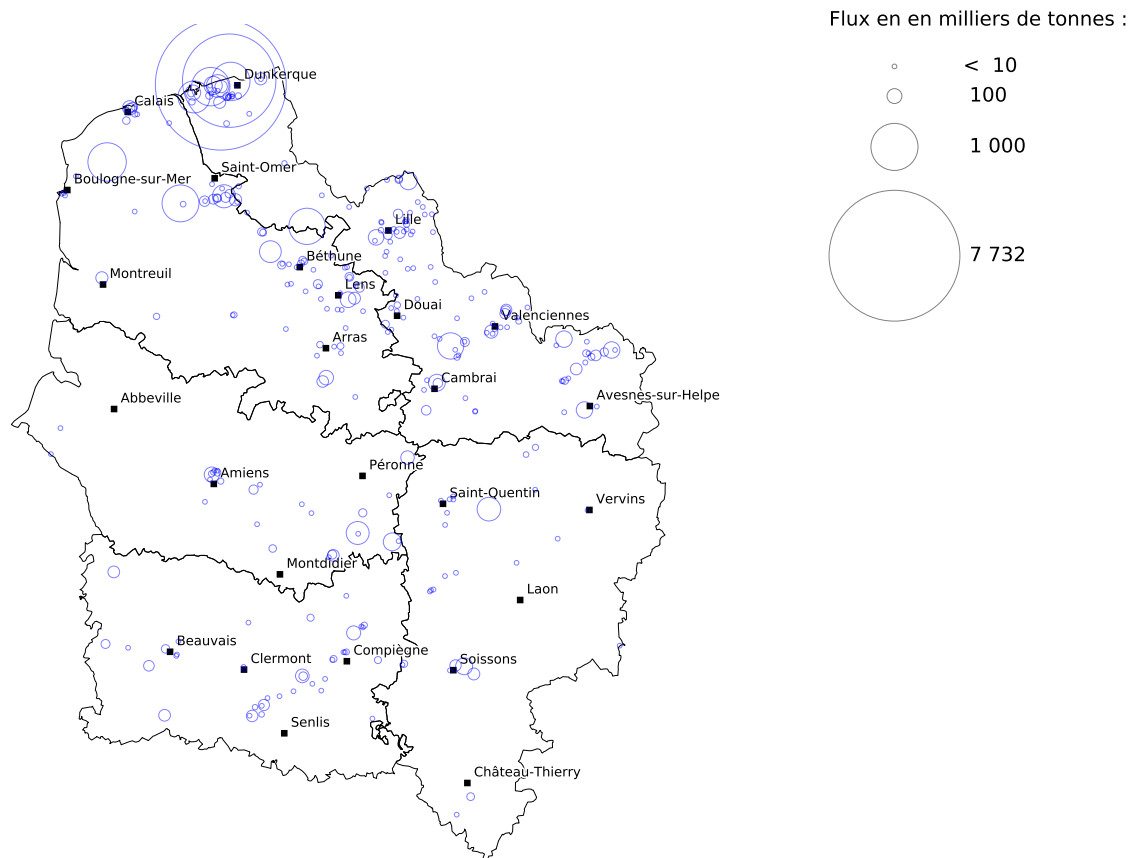 Flux en en milliers de tonnes :
< 10
100
1 000
7 732
Dunkerque
Calais
Saint-Omer
Boulogne-sur-Mer
Lille
Béthune
Montreuil
Lens
Douai
Valenciennes
Arras
Cambrai
Avesnes-sur-Helpe
Abbeville
Péronne
Amiens
Saint-Quentin
Vervins
Montdidier
Laon
Beauvais
Compiègne
Clermont
Soissons
Senlis
Château-Thierry